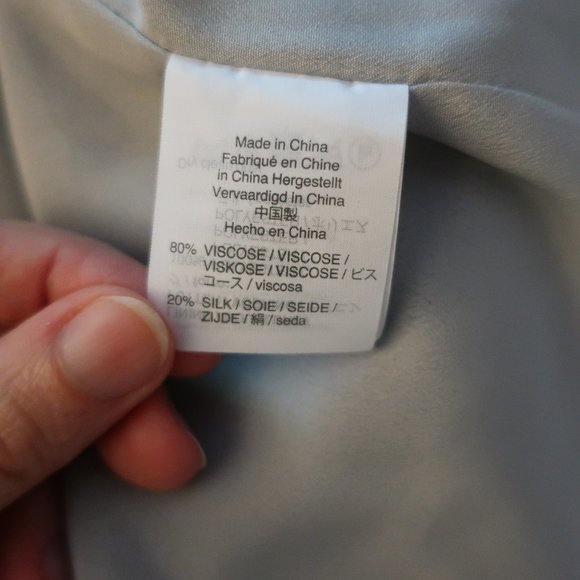 Made in China
Fabriqué en Chine
in China Hergestellt
Vervaardigd in China
中国製
Hecho en China
80% VISCOSE / VISCOSE /
VISKOSE / VISCOSE / ビス
コース / viscosa
20% SILK / SOIE / SEIDE /
ZIJDE / 絹 / seda